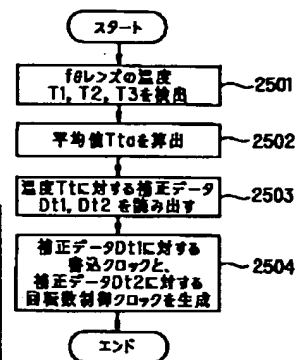 スタート
fθレンズの温度
T1, T2, T3を検出
2501
平均値Ttaを算出
2502
温度Ttに対する補正データ
Dt1, Dt2 を読み出す
2503
補正データDt1に対する
書込クロックと、
補正データDt2に対する
回転数制御クロックを生成
2504
エンド